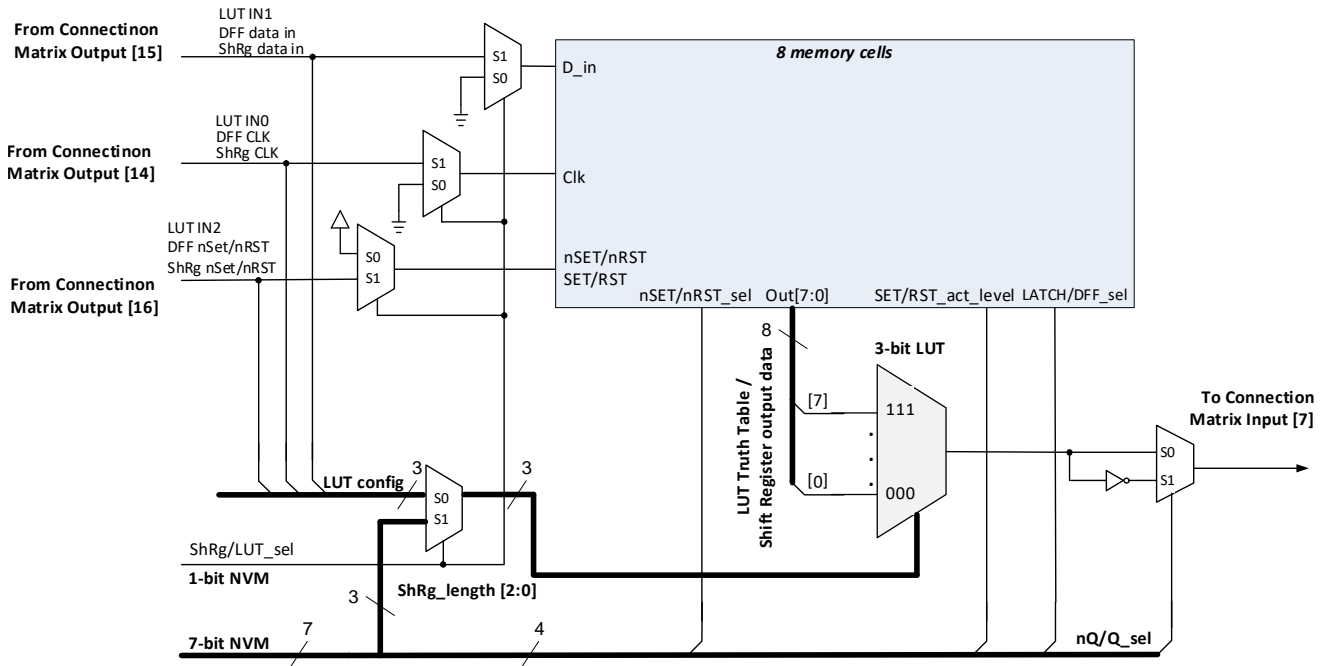 From Connectinon
Matrix Output [15]
LUT IN1
DFF data in
ShRg data in
S1
S0
D_in
8 memory cells
From Connectinon
Matrix Output [14]
LUT IN0
DFF CLK
ShRg CLK
S1
S0
Clk
LUT IN2
DFF nSet/nRST
ShRg nSet/nRST
S0
S1
nSET/nRST
SET/RST
From Connectinon
Matrix Output [16]
nSET/nRST_sel
Out[7:0]
SET/RST_act_level
LATCH/DFF_sel
8
LUT Truth Table /
Shift Register output data
3-bit LUT
[7]
111
[0]
000
To Connection
Matrix Input [7]
S0
S1
LUT config
3
S0
S1
3
ShRg/LUT_sel
1-bit NVM
3
ShRg_length [2:0]
7-bit NVM
7
4
nQ/Q_sel